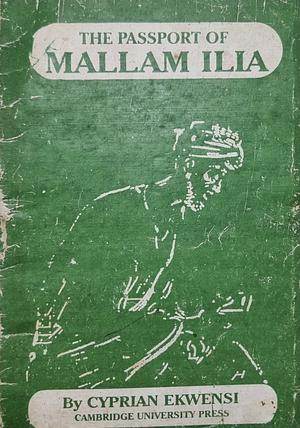 THE PASSPORT OF
MALLAM ILIA
By CYPRIAN EKWENSI
CAMBRIDGE UNIVERSITY PRESS